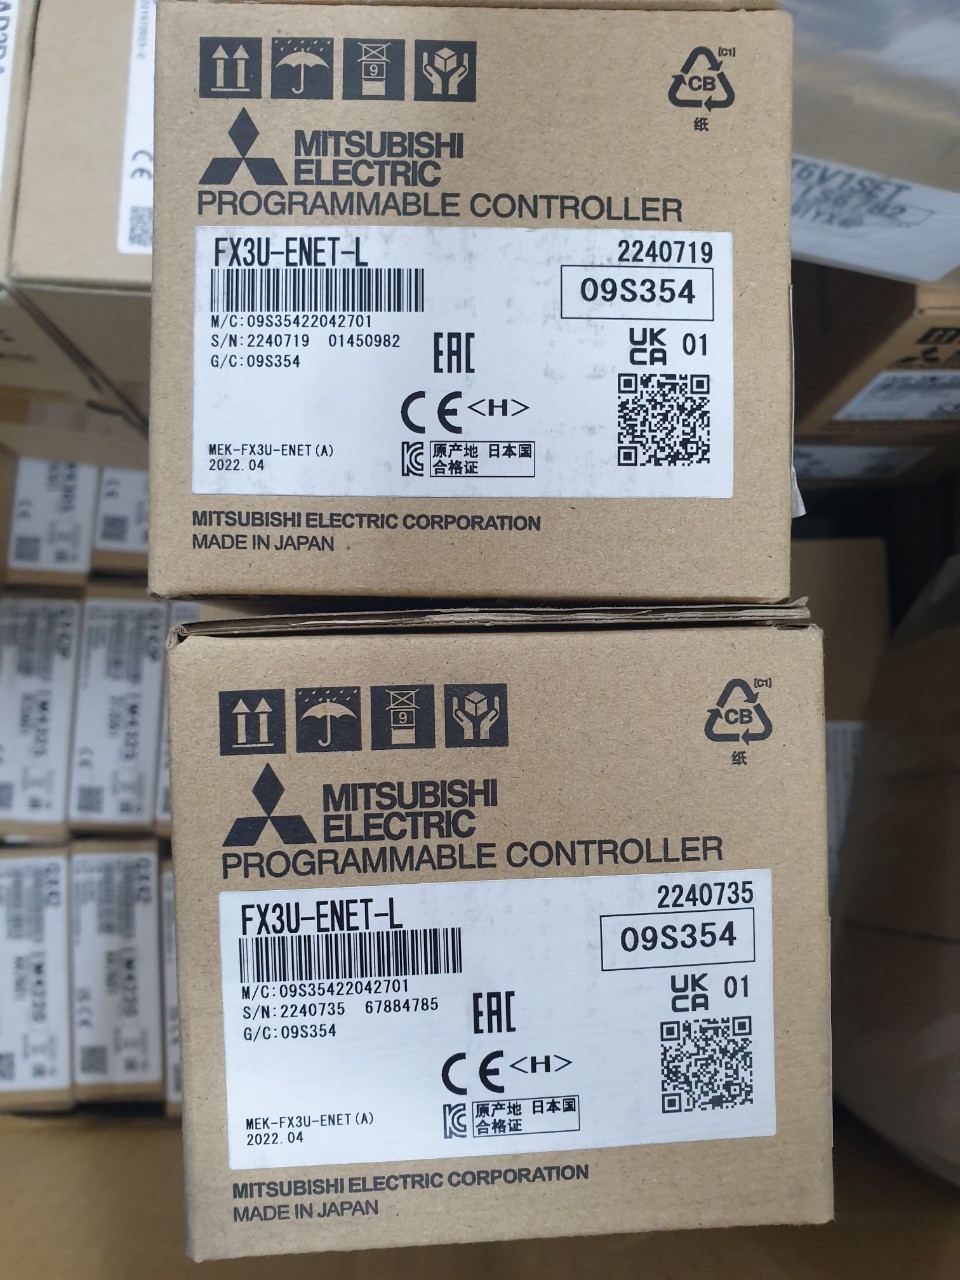 9
[C1]
CB
纸
MITSUBISHI
ELECTRIC
PROGRAMMABLE CONTROLLER
FX3U-ENET-L
2240719
09S354
M/C:09S35422042701
S/N:2240719 01450982
G/C:09S354
EAC
UK
CA 01
CE <H>
MEK-FX3U-ENET(A)
2022.04
原产地 日本国
合格证
MITSUBISHI ELECTRIC CORPORATION
MADE IN JAPAN
9
[C1]
CB
纸
MITSUBISHI
ELECTRIC
PROGRAMMABLE CONTROLLER
FX3U-ENET-L
2240735
09S354
M/C:09S35422042701
S/N:2240735 67884785
G/C:09S354
EAC
UK
CA 01
CE <H>
MEK-FX3U-ENET(A)
2022.04
原产地 日本国
合格证
MITSUBISHI ELECTRIC CORPORATION
MADE IN JAPAN